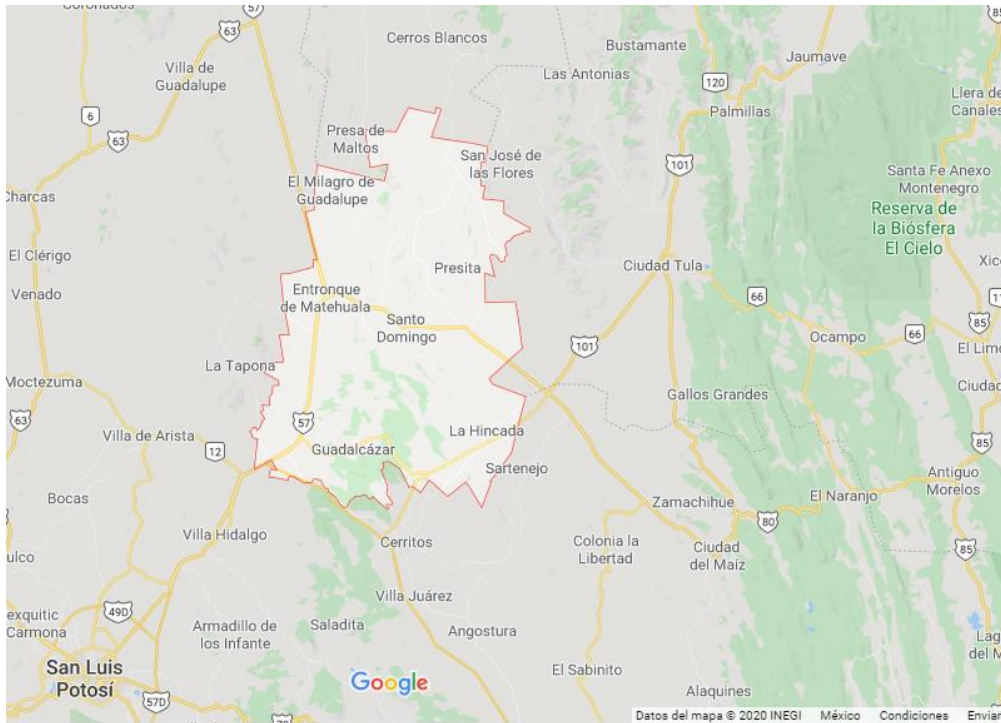 Coronados
57
63
Cerros Blancos
Bustamante
Jaumave
85
Villa de
Guadalupe
Las Antonias
120
Palmillas
Llera de
Canales
6
63
Presa de
Maltos
San José de
las Flores
101
Santa Fe Anexo
Montenegro
Charcas
El Milagro de
Guadalupe
Reserva de
la Biósfera
El Cielo
El Clérigo
Presita
Ciudad Tula
Venado
Entronque
de Matehuala
66
Santo
Domingo
85
Ocampo
66
El Limó
La Tapona
101
Moctezuma
Gallos Grandes
Ciudad
63
57
Villa de Arista
12
La Hincada
85
Guadalcázar
Sartenejo
Antiguo
Morelos
Bocas
Zamachihue
El Naranjo
80
Villa Hidalgo
Cerritos
Colonia la
Libertad
Ciudad
del Maíz
85
Villa Juárez
49D
exquitic
Carmona
Armadillo de
los Infante
Saladita
Angostura
San Luis
Potosí
El Sabinito
Google
57D
Alaquines
Datos del mapa © 2020 INEGI México Condiciones Enviar